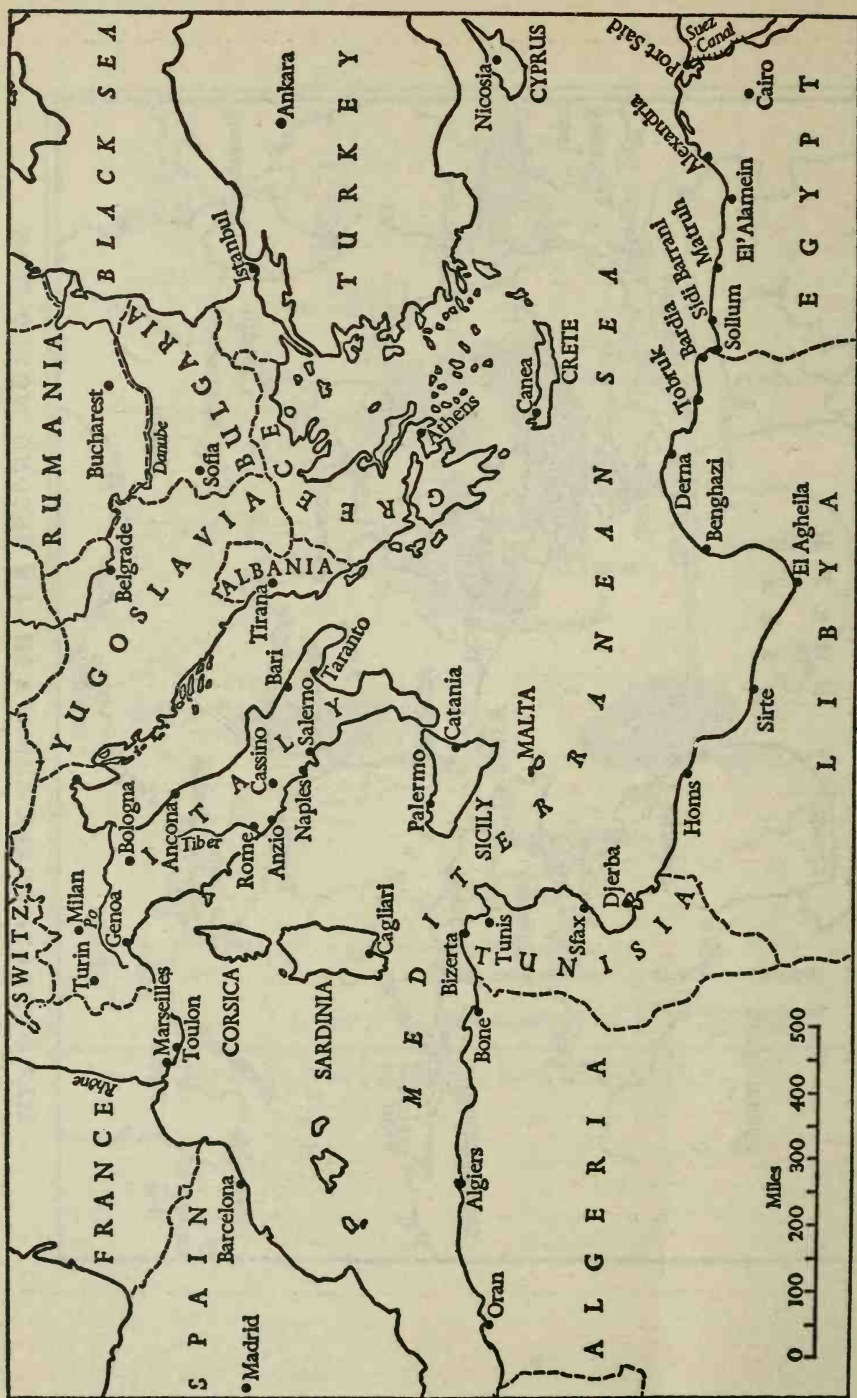 FRANCE
SWITZ
RUMANIA
BLACK SEA
Rhône
Turin
Milan
Po
Genoa
Bologna
YUGOSLAVIA
Belgrade
Bucharest
Danube
BULGARIA
Sofia
Istanbul
Ankara
TURKEY
SPAIN
Madrid
Barcelona
Marseilles
Toulon
CORSICA
SARDINIA
Cagliari
ITALY
Ancona
Rome
Anzio
Cassino
Naples
Salerno
Bari
Taranto
ALBANIA
Tirana
GREECE
Athens
Palermo
SICILY
Catania
MALTA
Canea
CRETE
Nicosia
CYPRUS
MEDITERRANEAN SEA
Oran
Algiers
Bone
Bizerta
Tunis
Sfax
Djerba
TUNISIA
ALGERIA
Homs
Sirte
El Agheila
Benghazi
Derna
Tobruk
Bardia
Sollum
Sidi Barrani
Matruh
El'Alamein
Alexandria
Port Said
Suez
Canal
Cairo
LIBYA
EGYPT
Miles
0 100 200 300 400 500